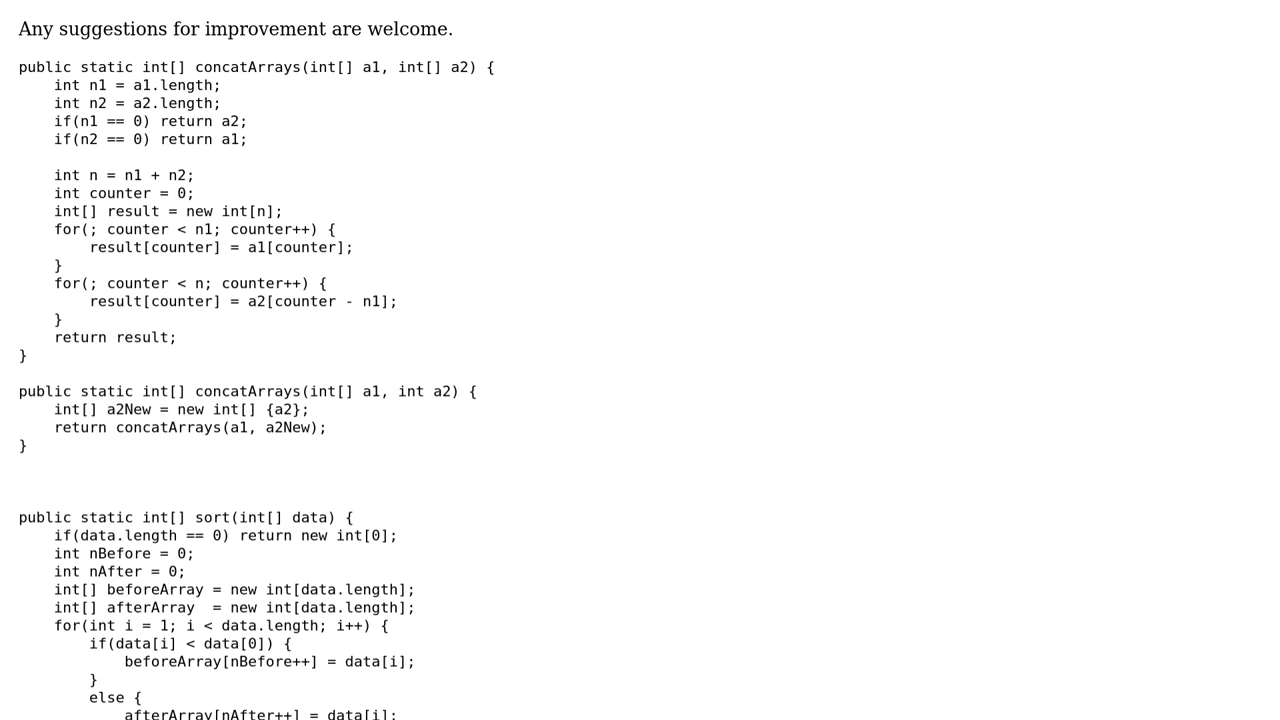 Any suggestions for improvement are welcome.
public static int[] concatArrays(int[] a1, int[] a2) {
    int n1 = a1.length;
    int n2 = a2.length;
    if(n1 == 0) return a2;
    if(n2 == 0) return a1;

    int n = n1 + n2;
    int counter = 0;
    int[] result = new int[n];
    for(; counter < n1; counter++) {
        result[counter] = a1[counter];
    }
    for(; counter < n; counter++) {
        result[counter] = a2[counter - n1];
    }
    return result;
}

public static int[] concatArrays(int[] a1, int a2) {
    int[] a2New = new int[] {a2};
    return concatArrays(a1, a2New);
}

public static int[] sort(int[] data) {
    if(data.length == 0) return new int[0];
    int nBefore = 0;
    int nAfter = 0;
    int[] beforeArray = new int[data.length];
    int[] afterArray  = new int[data.length];
    for(int i = 1; i < data.length; i++) {
        if(data[i] < data[0]) {
            beforeArray[nBefore++] = data[i];
        }
        else {
            afterArray[nAfter++] = data[i];